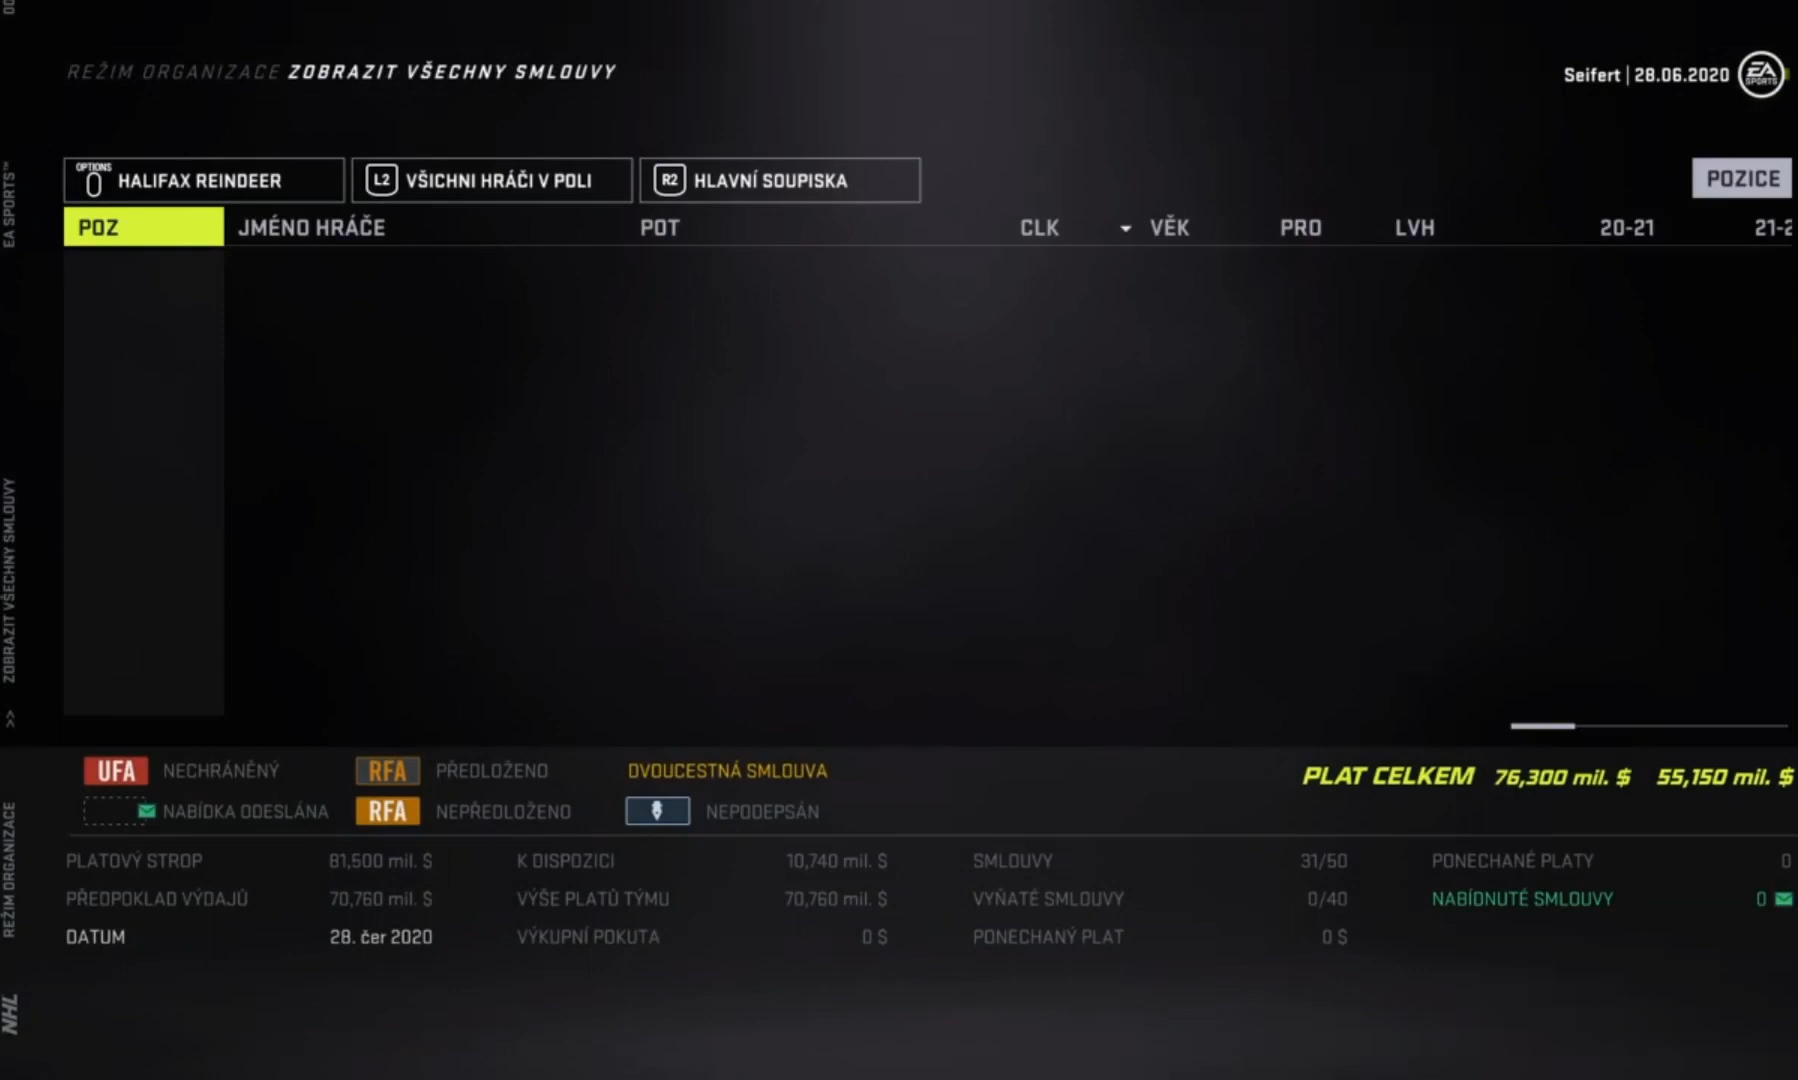 REŽIM ORGANIZACE ZOBRAZIT VŠECHNY SMLOUVY
Seifert | 28.06.2020
EA SPORTS
OPTIONS HALIFAX REINDEER
L2 VŠICHNI HRÁČI V POLI
R2 HLAVNÍ SOUPISKA
POZICE
POZ JMÉNO HRÁČE POT CLK VĚK PRO LVH 20-21 21-2
EA SPORTS™
ZOBRAZIT VŠECHNY SMLOUVY
>>
REŽIM ORGANIZACE
NHL
UFA NECHRÁNĚNÝ RFA PŘEDLOŽENO DVOUCESTNÁ SMLOUVA
PLAT CELKEM 76,300 mil. $ 55,150 mil. $
NABÍDKA ODESLÁNA RFA NEPŘEDLOŽENO NEPODEPSÁN
PLATOVÝ STROP 81,500 mil. $ K DISPOZICI 10,740 mil. $ SMLOUVY 31/50 PONECHANÉ PLATY 0
PŘEDPOKLAD VÝDAJŮ 70,760 mil. $ VÝŠE PLATŮ TÝMU 70,760 mil. $ VYŇATÉ SMLOUVY 0/40 NABÍDNUTÉ SMLOUVY 0
DATUM 28. čer 2020 VÝKUPNÍ POKUTA 0 $ PONECHANÝ PLAT 0 $